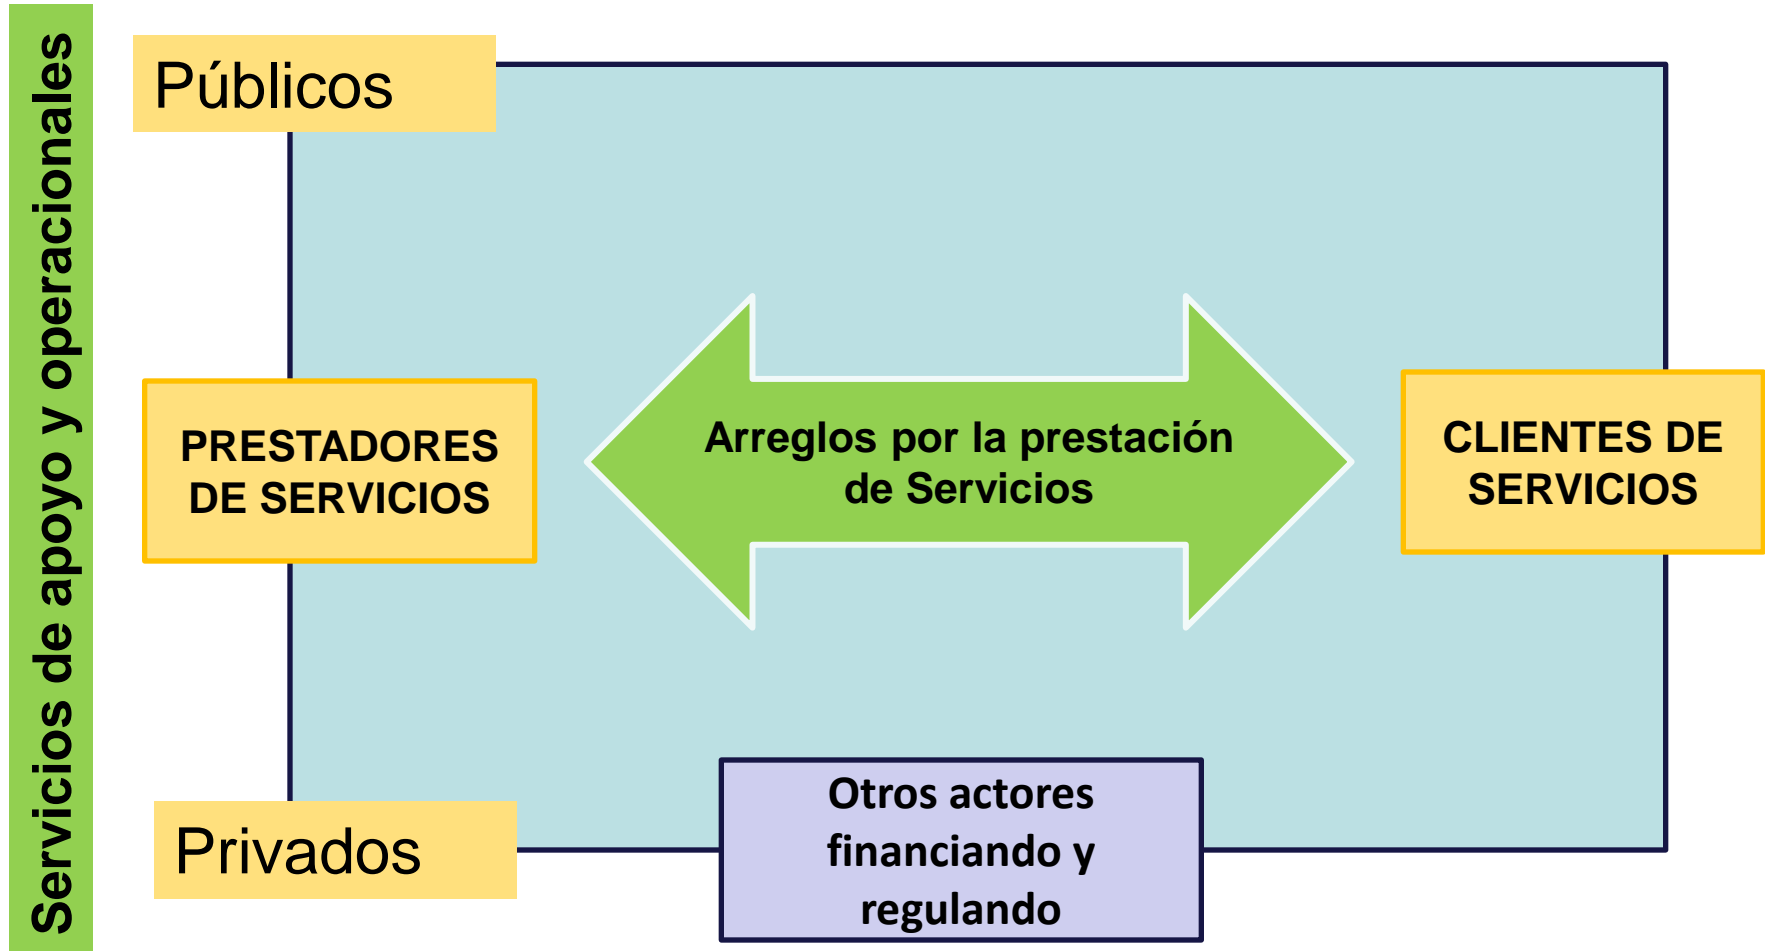 Servicios de apoyo y operacionales
Públicos
PRESTADORES
DE SERVICIOS
Arreglos por la prestación
de Servicios
CLIENTES DE
SERVICIOS
Privados
Otros actores
financiando y
regulando